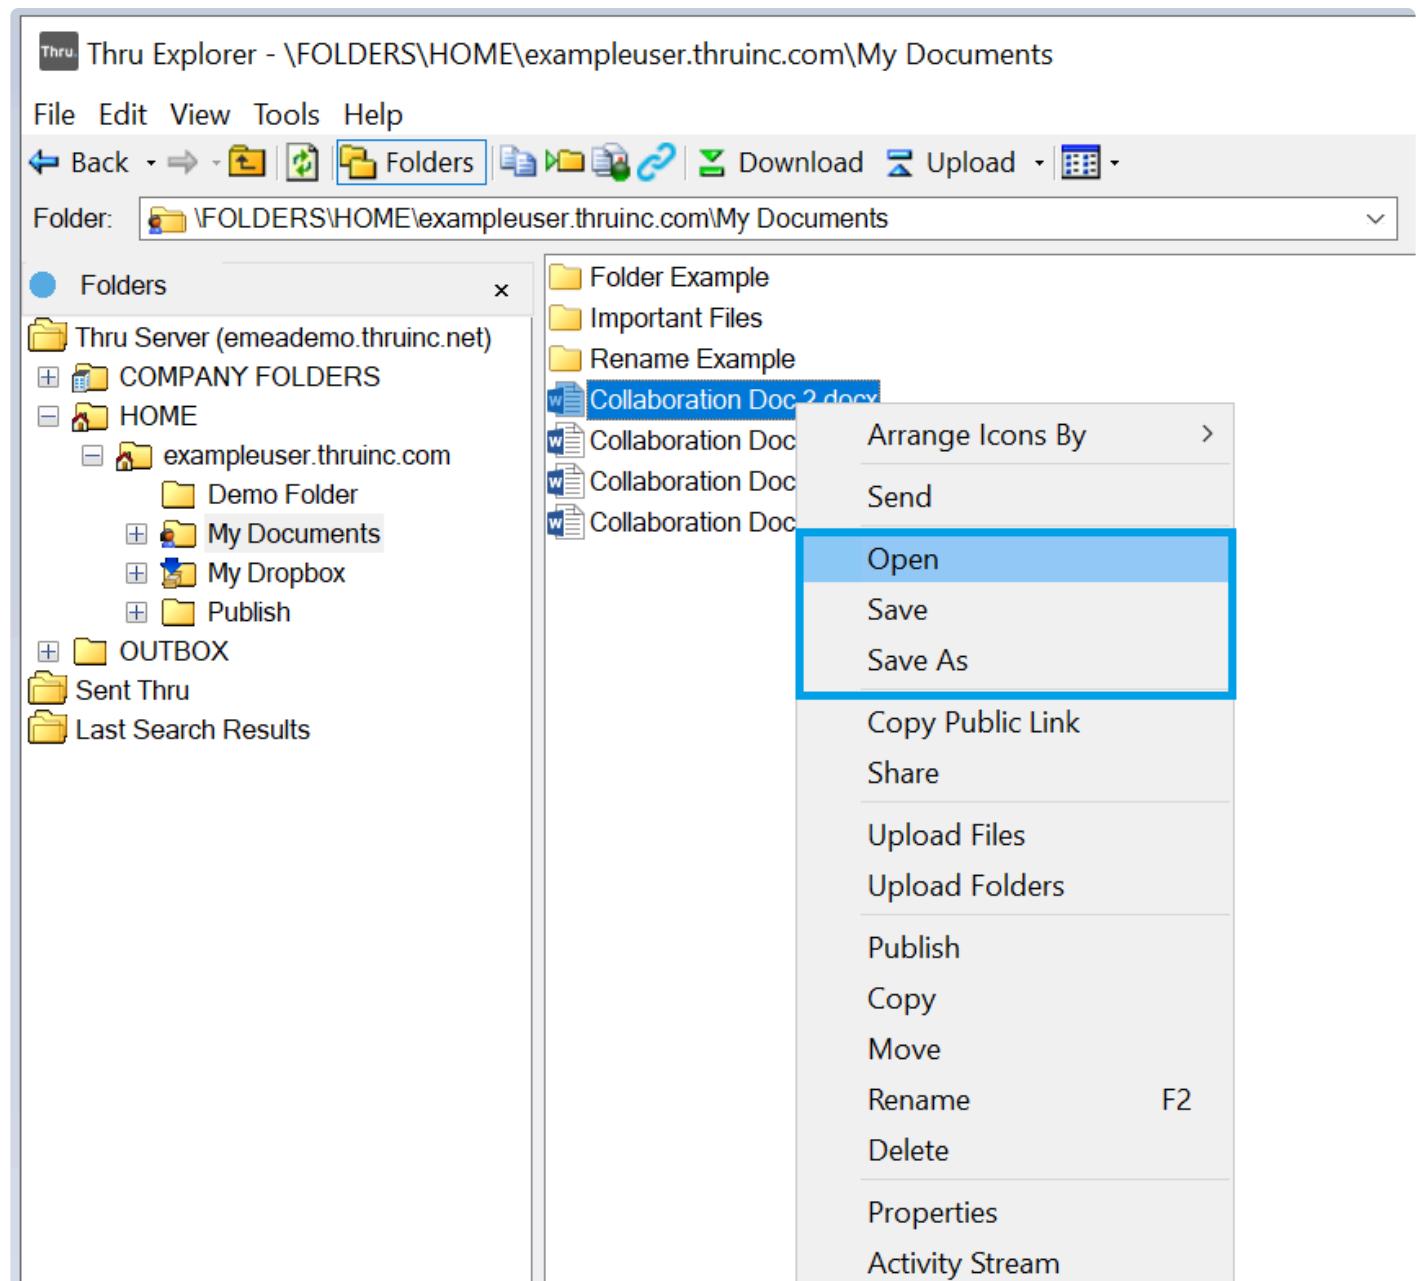 Thru Thru Explorer - \FOLDERS\HOME\exampleuser.thruinc.com\My Documents
File Edit View Tools Help
Back Folders Download Upload
Folder: \FOLDERS\HOME\exampleuser.thruinc.com\My Documents
Folders x
Thru Server (emeademo.thruinc.net)
COMPANY FOLDERS
HOME
exampleuser.thruinc.com
Demo Folder
My Documents
My Dropbox
Publish
OUTBOX
Sent Thru
Last Search Results
Folder Example
Important Files
Rename Example
Collaboration Doc 2.docx
Collaboration Doc
Collaboration Doc
Collaboration Doc
Arrange Icons By
Send
Open
Save
Save As
Copy Public Link
Share
Upload Files
Upload Folders
Publish
Copy
Move
Rename F2
Delete
Properties
Activity Stream